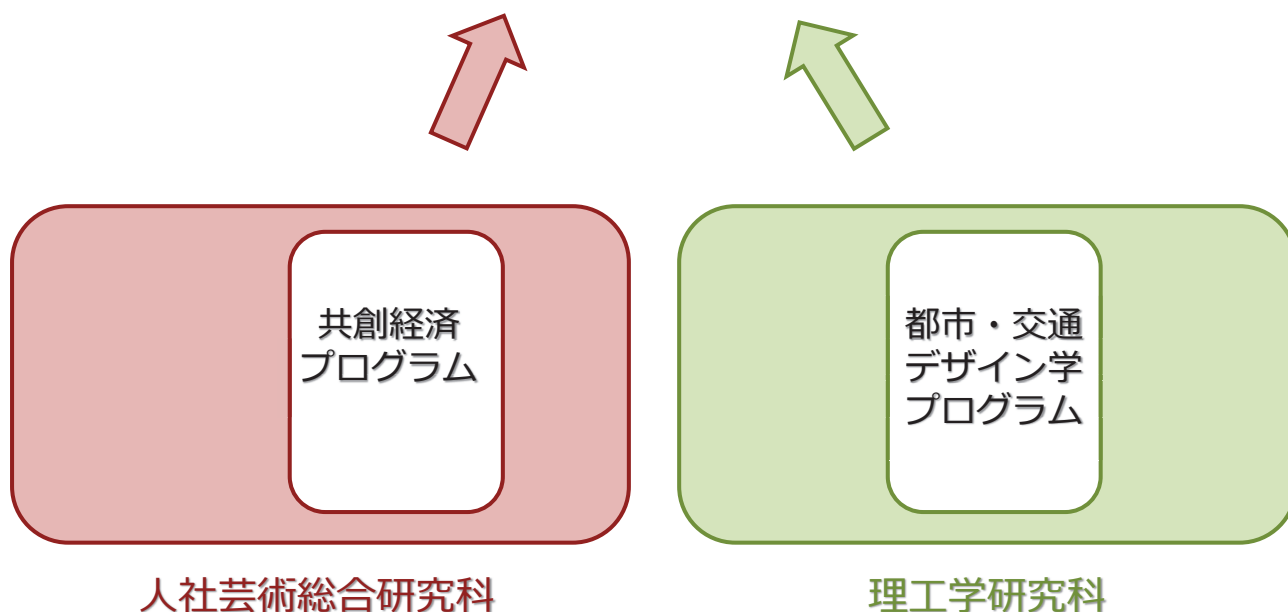 共創経済
プログラム
都市・交通
デザイン学
プログラム
人社芸術総合研究科
理工学研究科